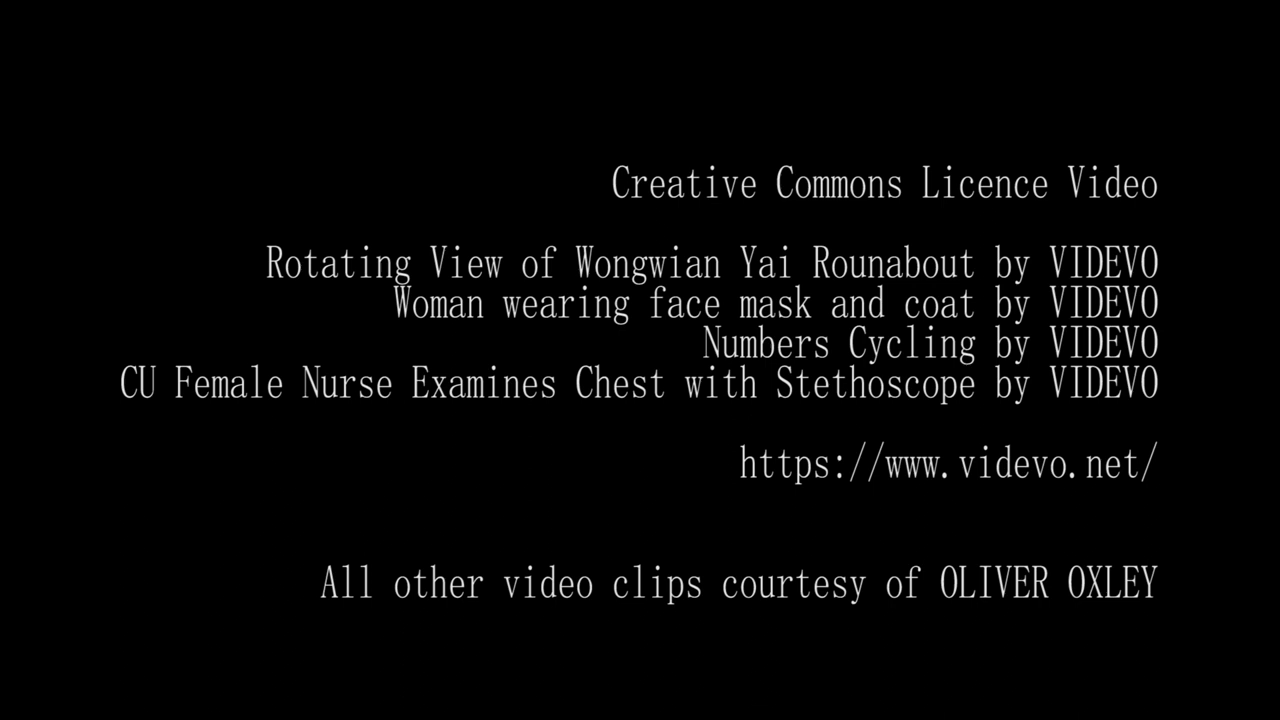 Creative Commons Licence Video
Rotating View of Wongwian Yai Rounabout by VIDEVO
Woman wearing face mask and coat by VIDEVO
Numbers Cycling by VIDEVO
CU Female Nurse Examines Chest with Stethoscope by VIDEVO
https://www.videvo.net/
All other video clips courtesy of OLIVER OXLEY